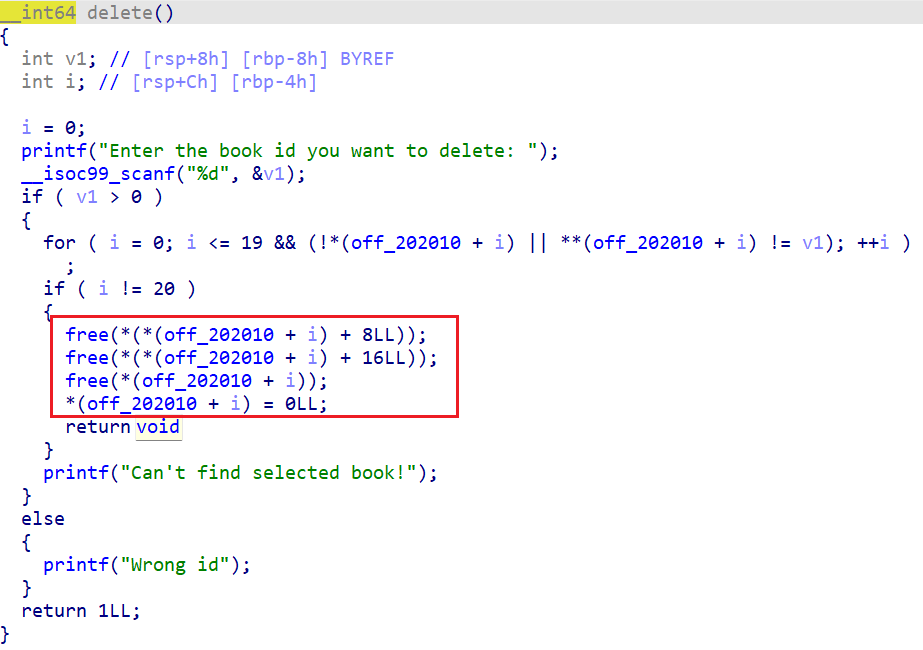 __int64 delete()
{
  int v1; // [rsp+8h] [rbp-8h] BYREF
  int i; // [rsp+Ch] [rbp-4h]

  i = 0;
  printf("Enter the book id you want to delete: ");
  __isoc99_scanf("%d", &v1);
  if ( v1 > 0 )
  {
    for ( i = 0; i <= 19 && (!*(off_202010 + i) || **(off_202010 + i) != v1); ++i )
      ;
    if ( i != 20 )
    {
      free(*(*(off_202010 + i) + 8LL));
      free(*(*(off_202010 + i) + 16LL));
      free(*(off_202010 + i));
      *(off_202010 + i) = 0LL;
      return void
    }
    printf("Can't find selected book!");
  }
  else
  {
    printf("Wrong id");
  }
  return 1LL;
}